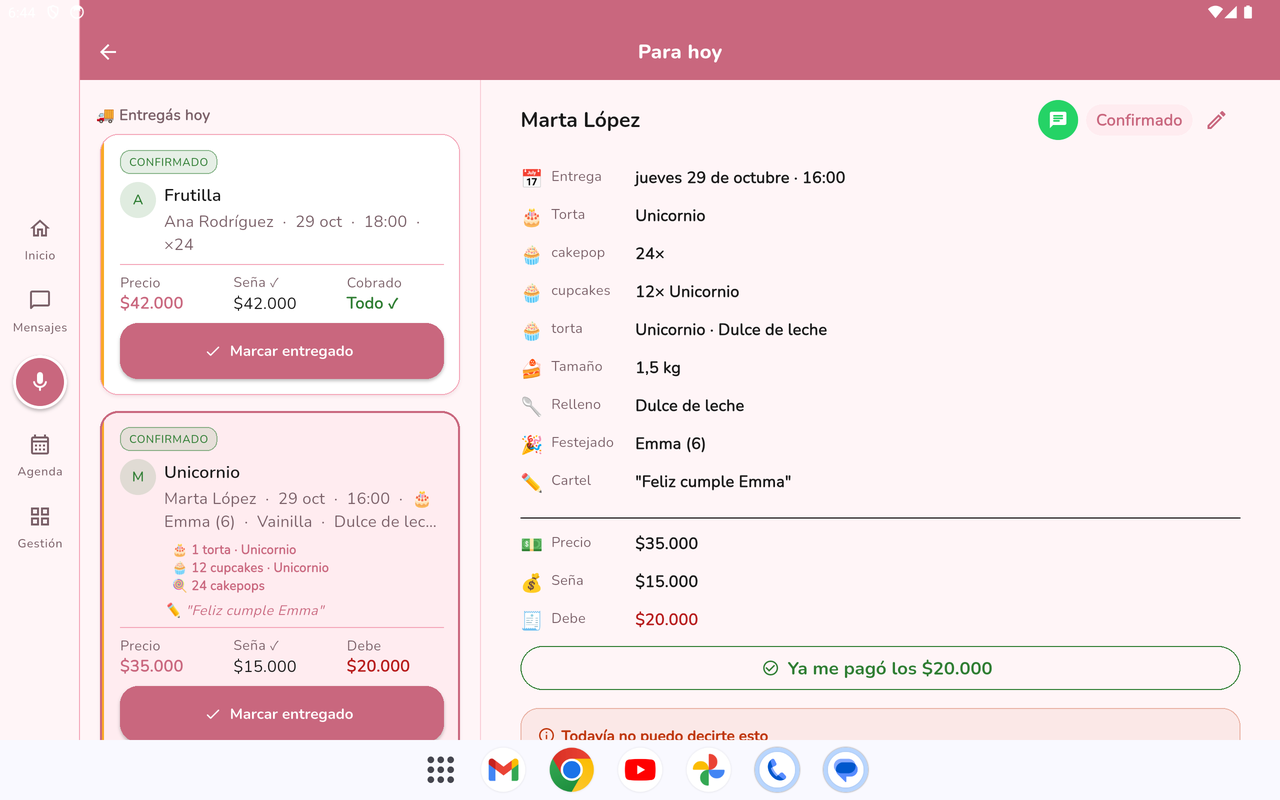 6:44
Para hoy
Inicio
Mensajes
Agenda
Gestión
🚚 Entregás hoy
CONFIRMADO
A
Frutilla
Ana Rodríguez · 29 oct · 18:00 ·
×24
Precio Seña ✓ Cobrado
$42.000 $42.000 Todo ✓
✓ Marcar entregado
CONFIRMADO
M
Unicornio
Marta López · 29 oct · 16:00 · 🎂
Emma (6) · Vainilla · Dulce de lec...
🎂 1 torta · Unicornio
🧁 12 cupcakes · Unicornio
🍭 24 cakepops
✏️ "Feliz cumple Emma"
Precio Seña ✓ Debe
$35.000 $15.000 $20.000
✓ Marcar entregado
Marta López
Confirmado
📅 Entrega jueves 29 de octubre · 16:00
🎂 Torta Unicornio
🧁 cakepop 24×
🧁 cupcakes 12× Unicornio
🧁 torta Unicornio · Dulce de leche
🍰 Tamaño 1,5 kg
🥄 Relleno Dulce de leche
🎉 Festejado Emma (6)
✏️ Cartel "Feliz cumple Emma"
💵 Precio $35.000
💰 Seña $15.000
🧾 Debe $20.000
Ya me pagó los $20.000
Todavía no puedo decirte esto